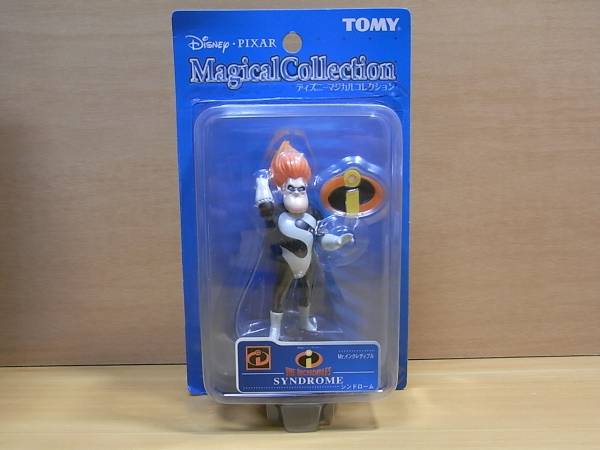 TOMY
Disney · PIXAR
Magical Collection
ディズニーマジカルコレクション
i
i
i
Mr.インクレディブル
THE INCREDIBLES
SYNDROME
シンドローム